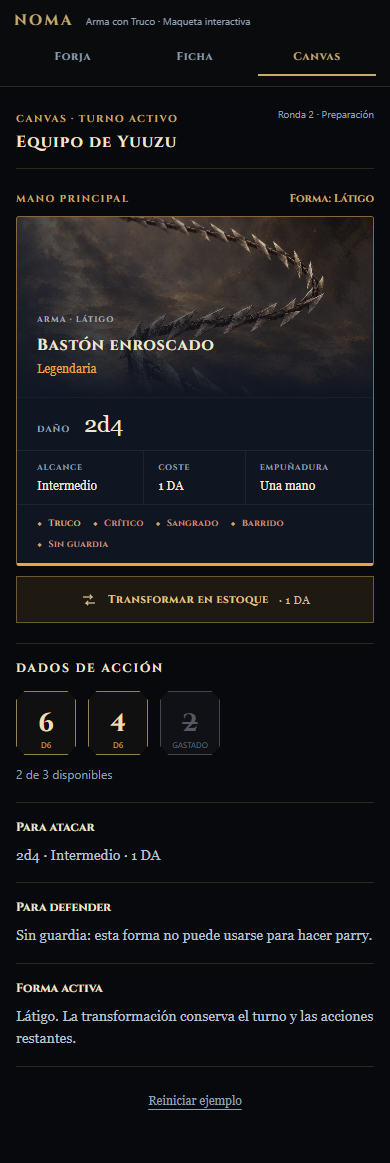 NOMA Arma con Truco · Maqueta interactiva
Forja Ficha Canvas
CANVAS · TURNO ACTIVO
Ronda 2 · Preparación
Equipo de Yuuzu
MANO PRINCIPAL
Forma: Látigo
ARMA · LÁTIGO
Bastón enroscado
Legendaria
DAÑO 2d4
ALCANCE COSTE EMPUÑADURA
Intermedio 1 DA Una mano
Truco Crítico Sangrado Barrido
Sin guardia
Transformar en estoque · 1 DA
DADOS DE ACCIÓN
6 4 2
D6 D6 GASTADO
2 de 3 disponibles
Para atacar
2d4 · Intermedio · 1 DA
Para defender
Sin guardia: esta forma no puede usarse para hacer parry.
Forma activa
Látigo. La transformación conserva el turno y las acciones
restantes.
Reiniciar ejemplo